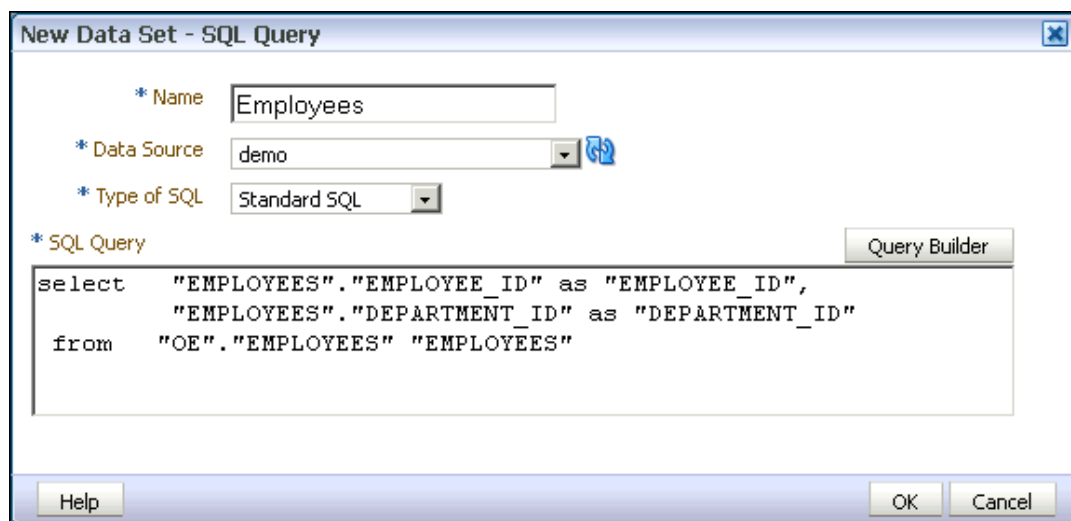 New Data Set - SQL Query
* Name Employees
* Data Source demo
* Type of SQL Standard SQL
* SQL Query Query Builder
select "EMPLOYEES"."EMPLOYEE_ID" as "EMPLOYEE_ID",
"EMPLOYEES"."DEPARTMENT_ID" as "DEPARTMENT_ID"
from "OE"."EMPLOYEES" "EMPLOYEES"
Help OK Cancel